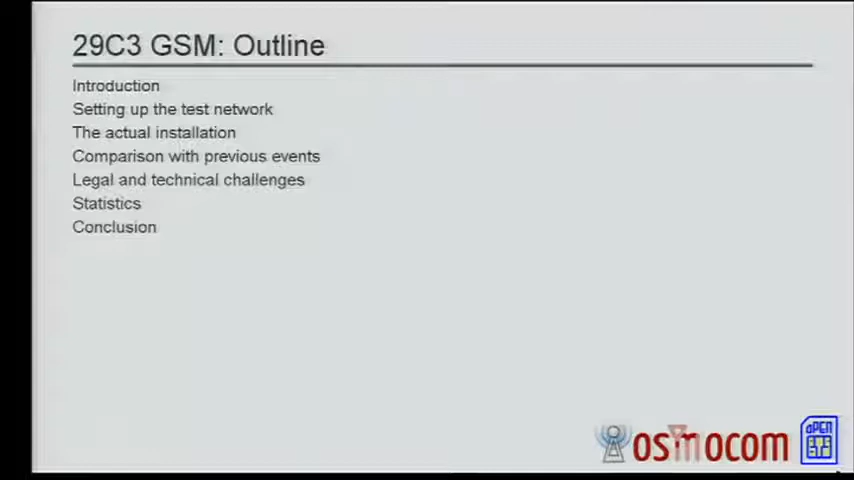 29C3 GSM: Outline
Introduction
Setting up the test network
The actual installation
Comparison with previous events
Legal and technical challenges
Statistics
Conclusion
osmocom
OPEN